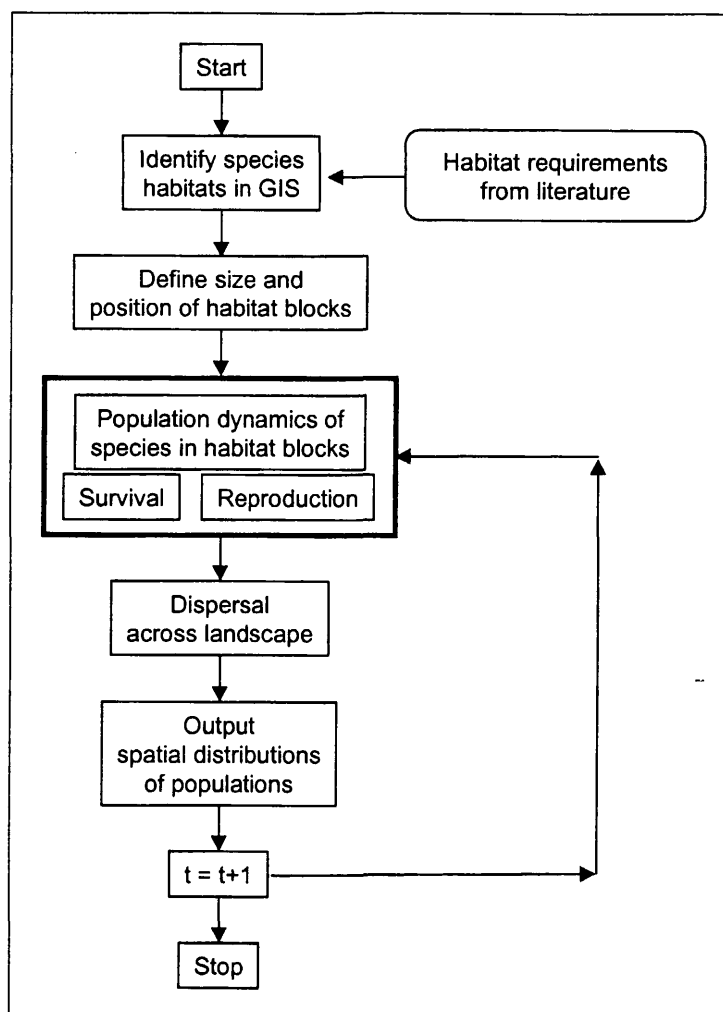 Start
Identify species
habitats in GIS
Habitat requirements
from literature
Define size and
position of habitat blocks
Population dynamics of
species in habitat blocks
Survival
Reproduction
Dispersal
across landscape
Output
spatial distributions
of populations
t = t+1
Stop